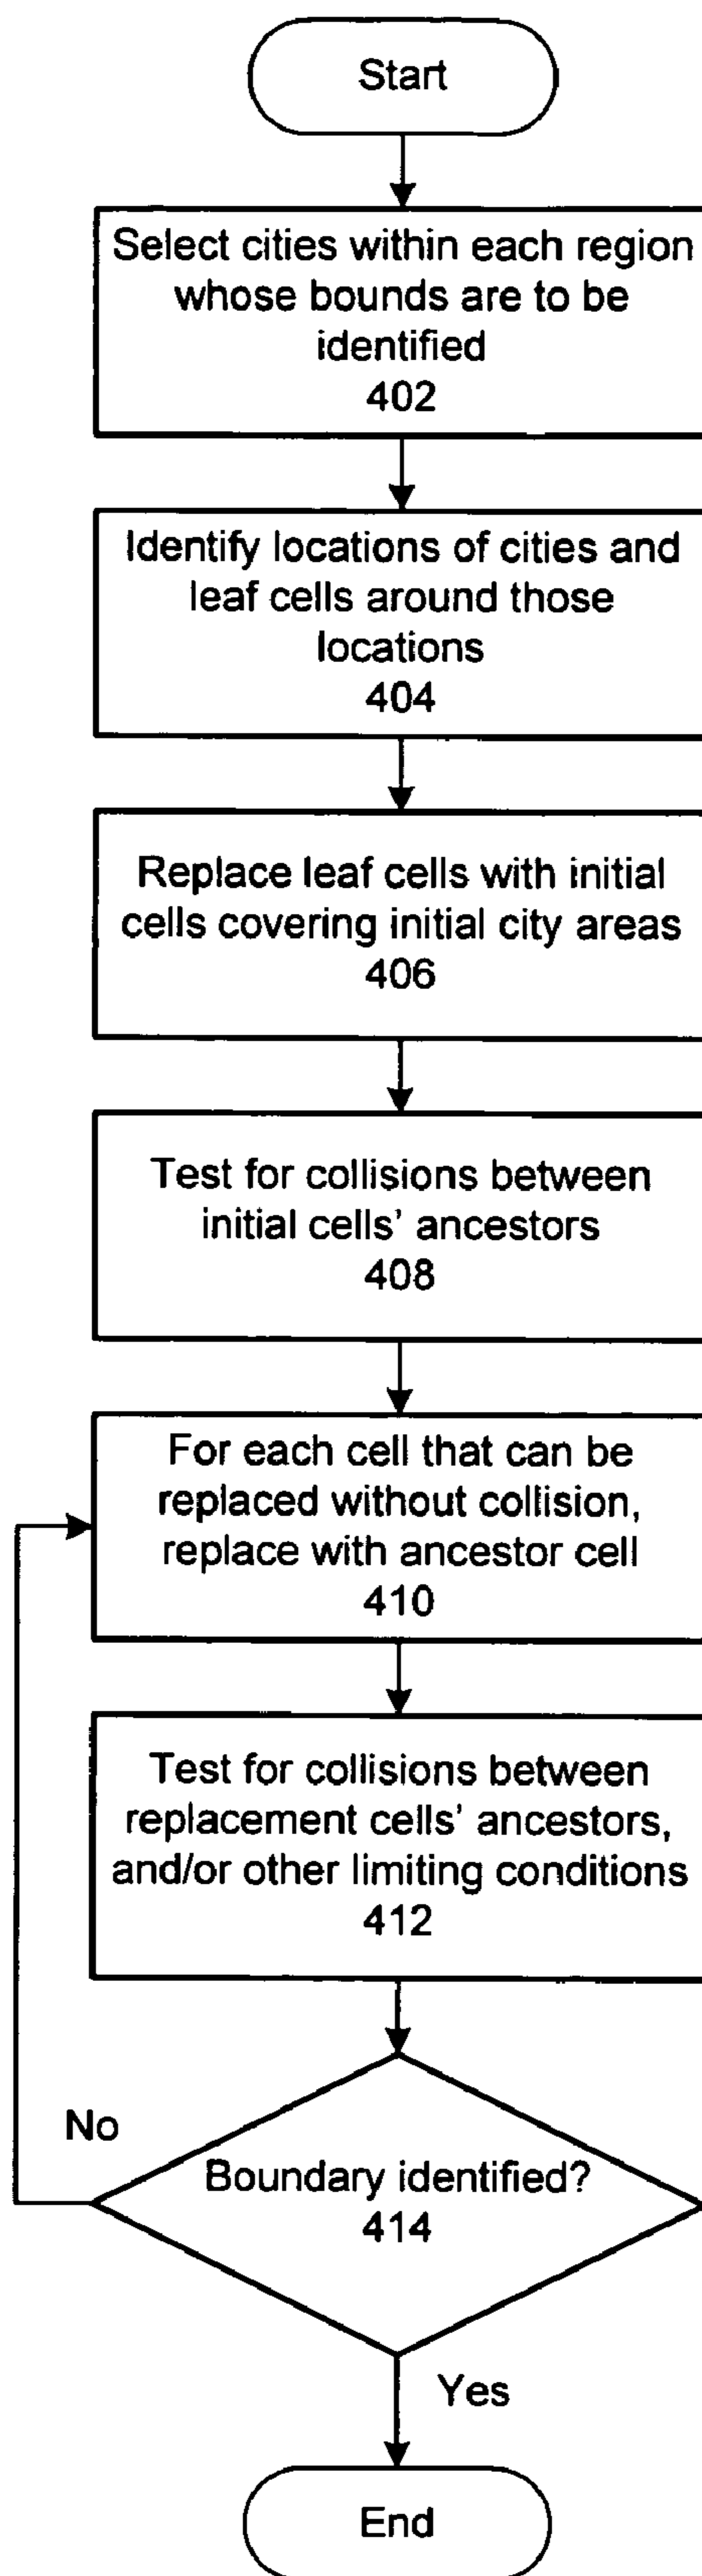 Start
Select cities within each region
whose bounds are to be
identified
402
Identify locations of cities and
leaf cells around those
locations
404
Replace leaf cells with initial
cells covering initial city areas
406
Test for collisions between
initial cells' ancestors
408
For each cell that can be
replaced without collision,
replace with ancestor cell
410
Test for collisions between
replacement cells' ancestors,
and/or other limiting conditions
412
No
Boundary identified?
414
Yes
End